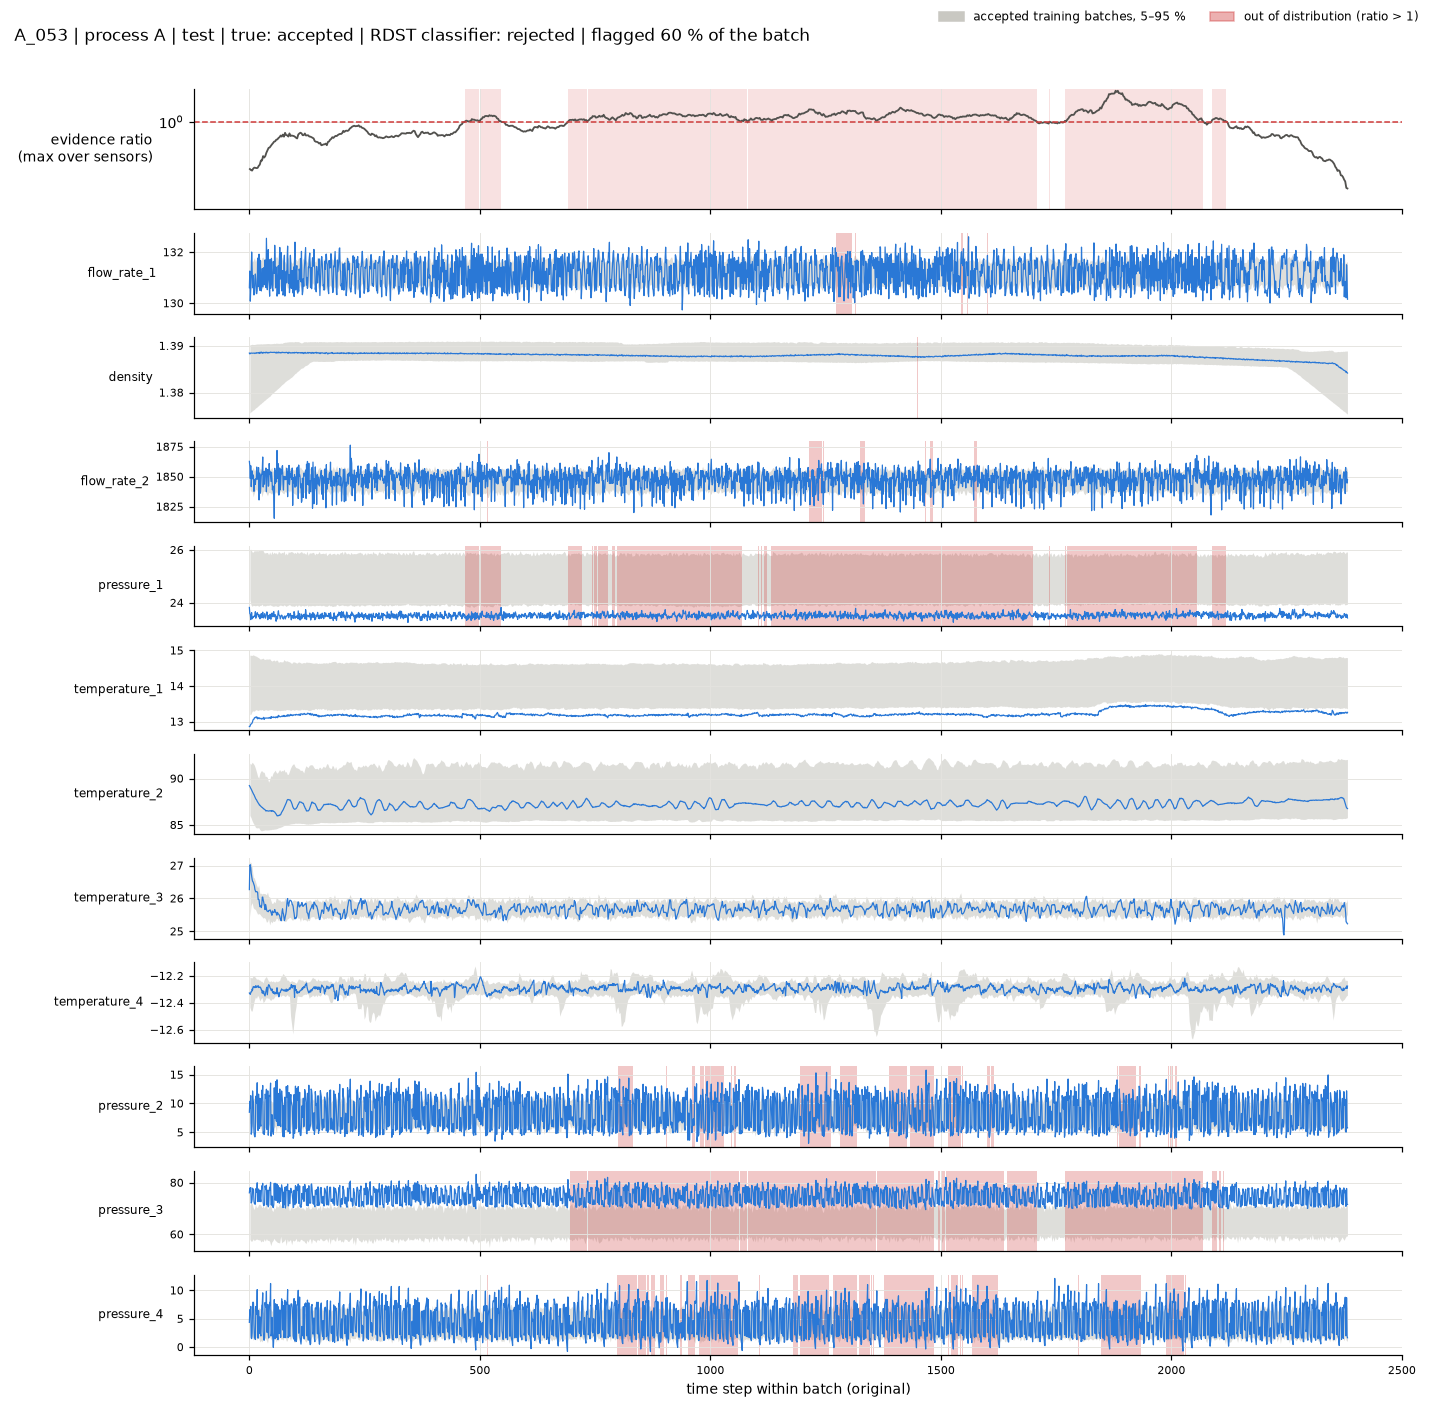 accepted training batches, 5–95 %
out of distribution (ratio > 1)
A_053 | process A | test | true: accepted | RDST classifier: rejected | flagged 60 % of the batch
evidence ratio
(max over sensors)
10⁰
flow_rate_1
132
130
density
1.39
1.38
flow_rate_2
1875
1850
1825
pressure_1
26
24
temperature_1
15
14
13
temperature_2
90
85
temperature_3
27
26
25
temperature_4
−12.2
−12.4
−12.6
pressure_2
15
10
5
pressure_3
80
60
pressure_4
10
5
0
0
500
1000
1500
2000
2500
time step within batch (original)